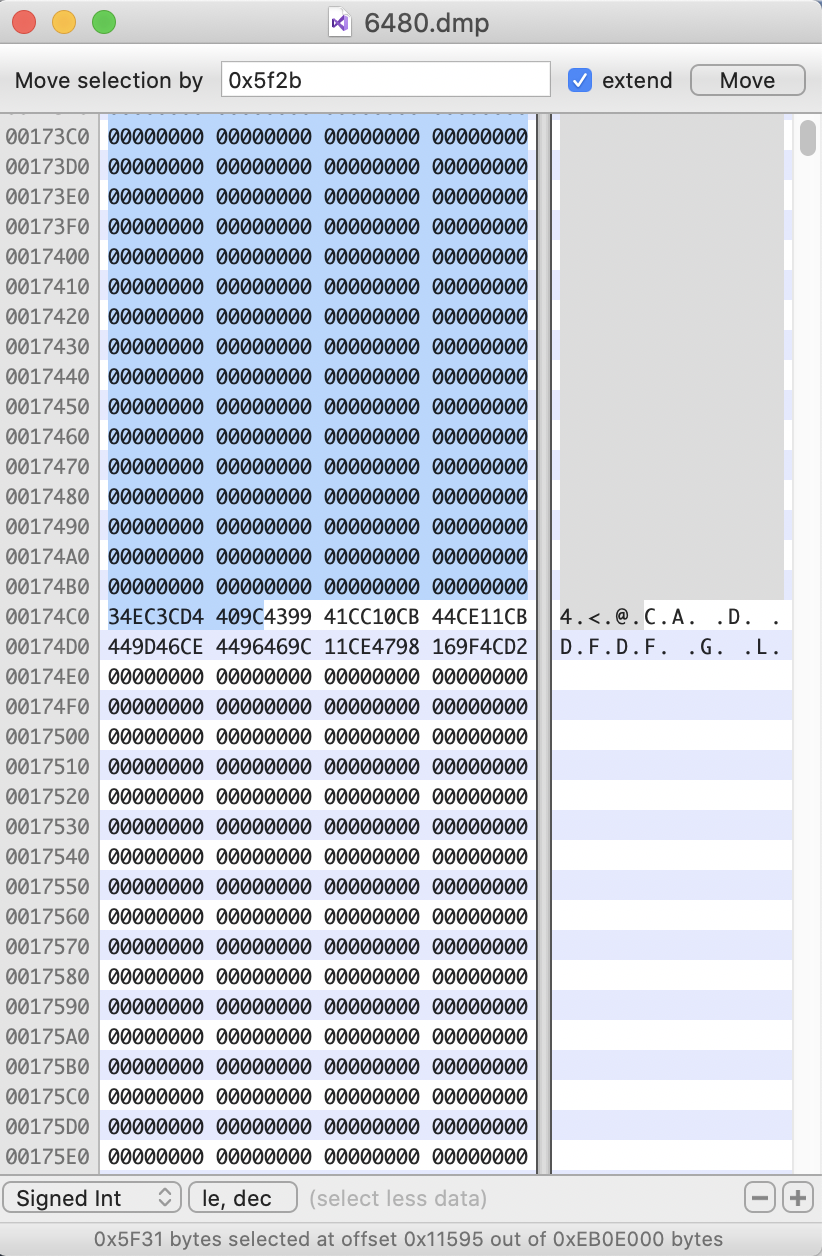 6480.dmp
Move selection by 0x5f2b extend Move
00173C0 00000000 00000000 00000000 00000000
00173D0 00000000 00000000 00000000 00000000
00173E0 00000000 00000000 00000000 00000000
00173F0 00000000 00000000 00000000 00000000
0017400 00000000 00000000 00000000 00000000
0017410 00000000 00000000 00000000 00000000
0017420 00000000 00000000 00000000 00000000
0017430 00000000 00000000 00000000 00000000
0017440 00000000 00000000 00000000 00000000
0017450 00000000 00000000 00000000 00000000
0017460 00000000 00000000 00000000 00000000
0017470 00000000 00000000 00000000 00000000
0017480 00000000 00000000 00000000 00000000
0017490 00000000 00000000 00000000 00000000
00174A0 00000000 00000000 00000000 00000000
00174B0 00000000 00000000 00000000 00000000
00174C0 34EC3CD4 409C4399 41CC10CB 44CE11CB 4.<.@.C.A. .D. .
00174D0 449D46CE 4496469C 11CE4798 169F4CD2 D.F.D.F. .G. .L.
00174E0 00000000 00000000 00000000 00000000
00174F0 00000000 00000000 00000000 00000000
0017500 00000000 00000000 00000000 00000000
0017510 00000000 00000000 00000000 00000000
0017520 00000000 00000000 00000000 00000000
0017530 00000000 00000000 00000000 00000000
0017540 00000000 00000000 00000000 00000000
0017550 00000000 00000000 00000000 00000000
0017560 00000000 00000000 00000000 00000000
0017570 00000000 00000000 00000000 00000000
0017580 00000000 00000000 00000000 00000000
0017590 00000000 00000000 00000000 00000000
00175A0 00000000 00000000 00000000 00000000
00175B0 00000000 00000000 00000000 00000000
00175C0 00000000 00000000 00000000 00000000
00175D0 00000000 00000000 00000000 00000000
00175E0 00000000 00000000 00000000 00000000
Signed Int le, dec (select less data)
0x5F31 bytes selected at offset 0x11595 out of 0xEB0E000 bytes